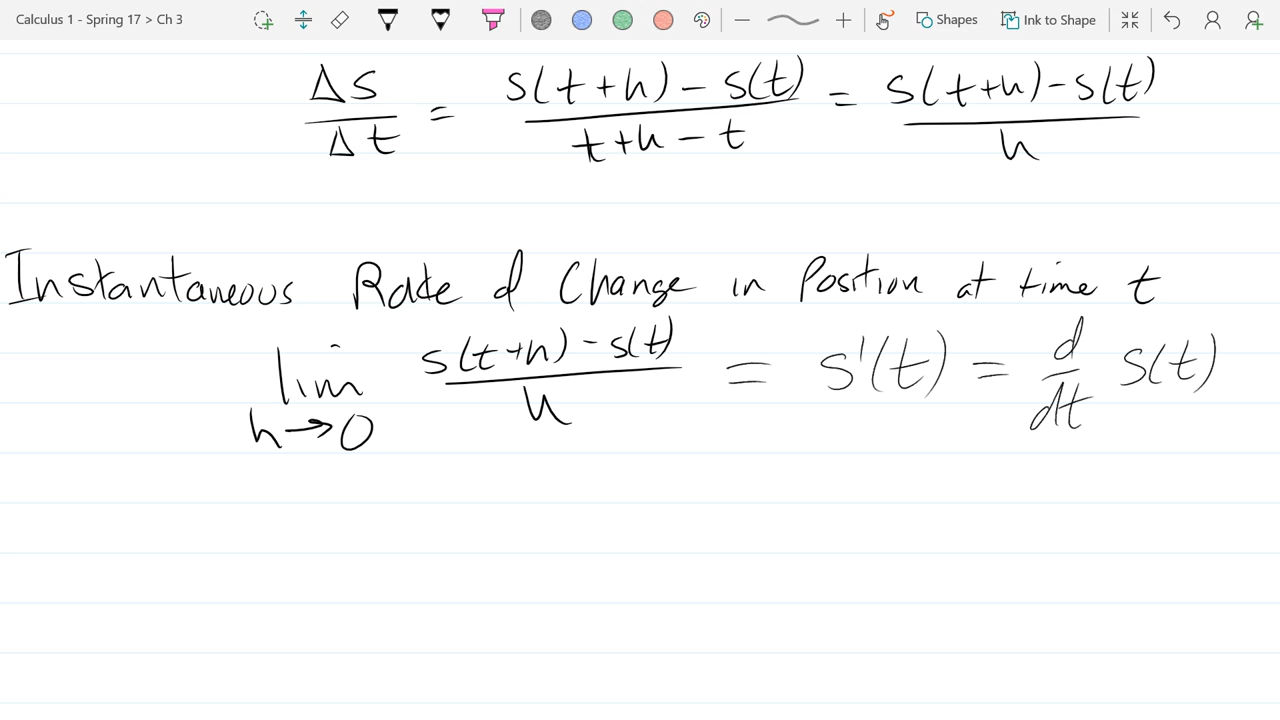 Calculus 1 - Spring 17 > Ch 3 Shapes Ink to Shape
Δs/Δt = (s(t+h) - s(t))/(t+h-t) = (s(t+h) - s(t))/h
Instantaneous Rate of Change in Position at time t
lim h→0 (s(t+h) - s(t))/h = s'(t) = d/dt s(t)